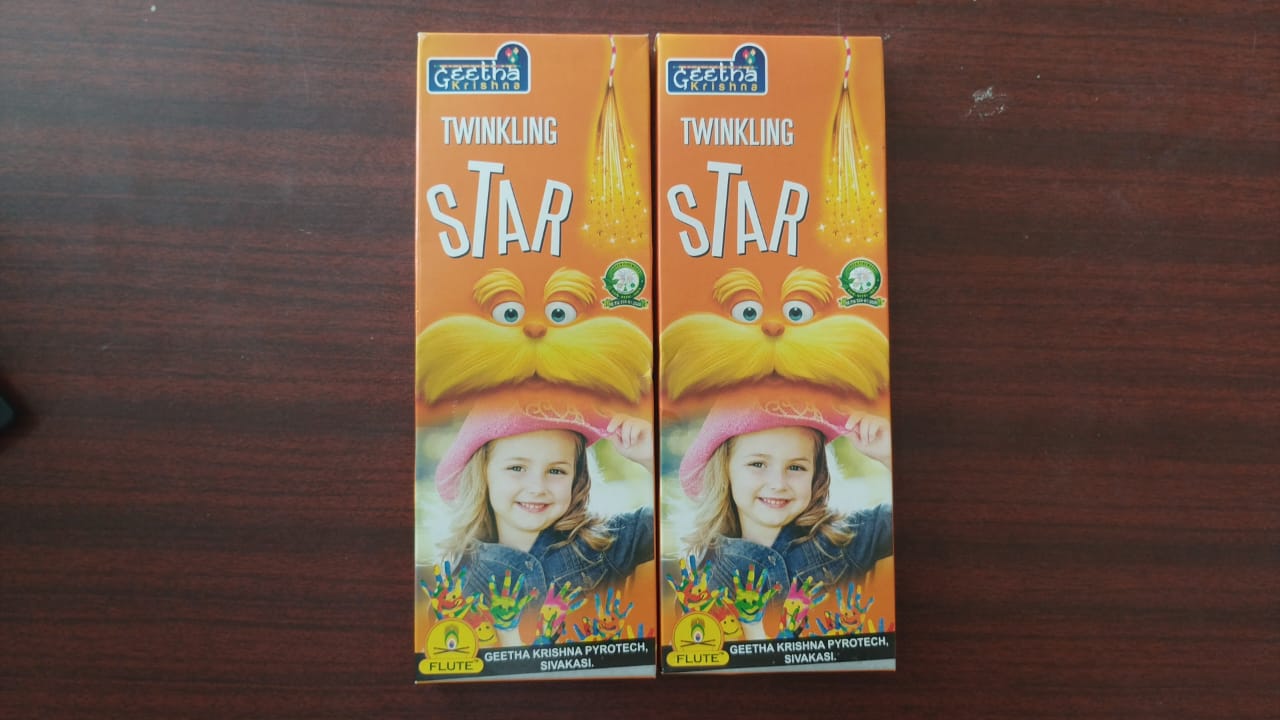 Geetha
Krishna
TWINKLING
STAR
FLUTE
GEETHA KRISHNA PYROTECH,
SIVAKASI.
Geetha
Krishna
TWINKLING
STAR
FLUTE
GEETHA KRISHNA PYROTECH,
SIVAKASI.